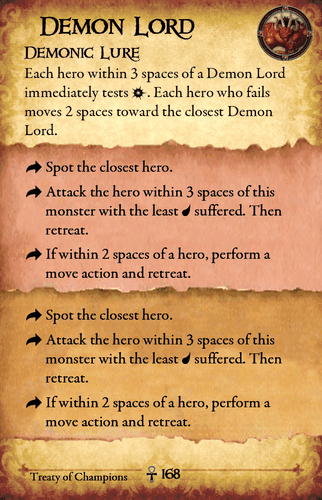 Demon Lord
Demonic Lure
Each hero within 3 spaces of a Demon Lord
immediately tests . Each hero who fails
moves 2 spaces toward the closest Demon
Lord.
Spot the closest hero.
Attack the hero within 3 spaces of this
monster with the least suffered. Then
retreat.
If within 2 spaces of a hero, perform a
move action and retreat.
Spot the closest hero.
Attack the hero within 3 spaces of this
monster with the least suffered. Then
retreat.
If within 2 spaces of a hero, perform a
move action and retreat.
Treaty of Champions 168